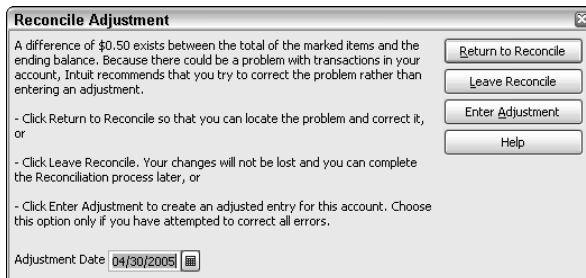 Reconcile Adjustment
A difference of $0.50 exists between the total of the marked items and the
ending balance. Because there could be a problem with transactions in your
account, Intuit recommends that you try to correct the problem rather than
entering an adjustment.
- Click Return to Reconcile so that you can locate the problem and correct it,
or
- Click Leave Reconcile. Your changes will not be lost and you can complete
the Reconciliation process later, or
- Click Enter Adjustment to create an adjusted entry for this account. Choose
this option only if you have attempted to correct all errors.
Adjustment Date 04/30/2005
Return to Reconcile
Leave Reconcile
Enter Adjustment
Help